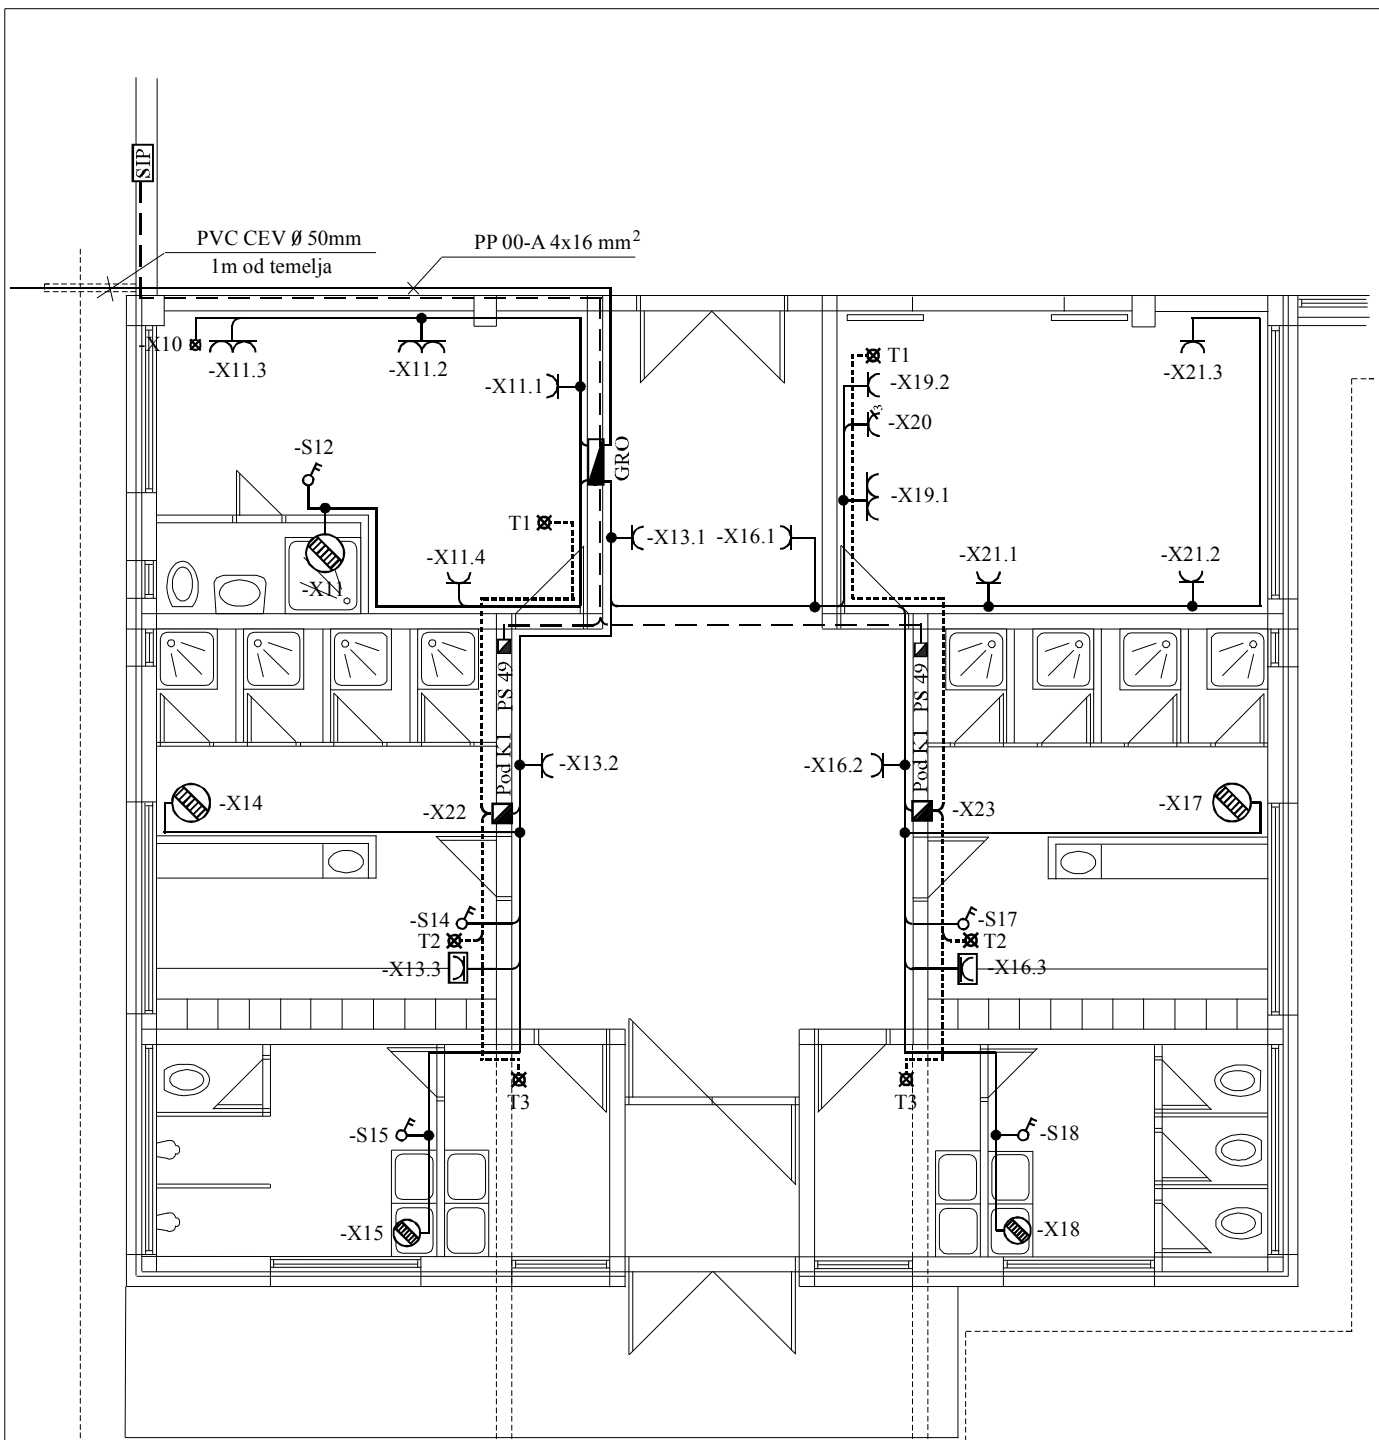 SIP
PVC CEV Ø 50mm
1m od temelja
PP 00-A 4x16 mm²
-X10
-X11.3
-X11.2
-X11.1
T1
-X19.2
3
-X20
-X21.3
-S12
GRO
-X19.1
T1
-X13.1
-X16.1
-X11.4
-X11
-X21.1
-X21.2
PS 49
Pod K1
PS 49
Pod K1
-X13.2
-X16.2
-X14
-X22
-X23
-X17
-S14
T2
-X13.3
-S17
T2
-X16.3
T3
T3
-S15
-S18
-X15
-X18